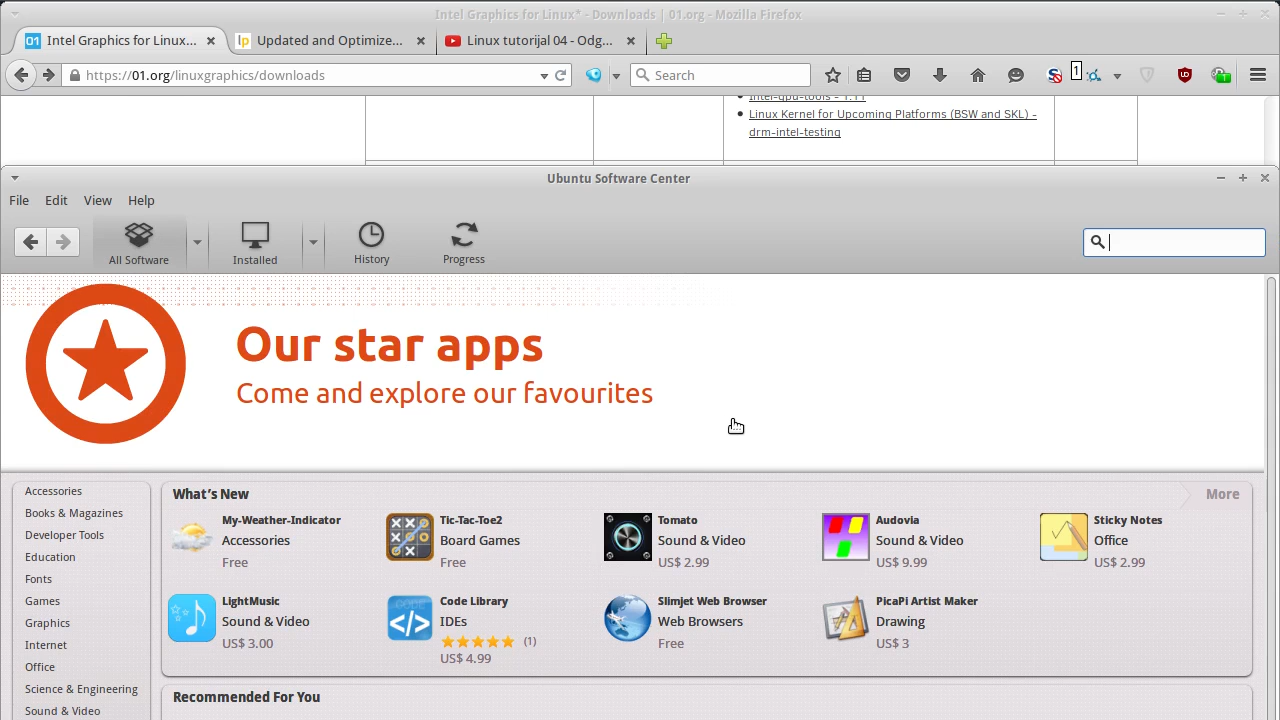 Intel Graphics for Linux* - Downloads | 01.org - Mozilla Firefox
01 Intel Graphics for Linux...
lp Updated and Optimize...
Linux tutorijal 04 - Odg...
https://01.org/linuxgraphics/downloads
Search
1
1
Intel-gpu-tools - 1.11
Linux Kernel for Upcoming Platforms (BSW and SKL) -
drm-intel-testing
Ubuntu Software Center
File Edit View Help
All Software
Installed
History
Progress
Our star apps
Come and explore our favourites
Accessories
Books & Magazines
Developer Tools
Education
Fonts
Games
Graphics
Internet
Office
Science & Engineering
Sound & Video
What's New
More
My-Weather-Indicator
Accessories
Free
Tic-Tac-Toe2
Board Games
Free
Tomato
Sound & Video
US$ 2.99
Audovia
Sound & Video
US$ 9.99
Sticky Notes
Office
US$ 2.99
LightMusic
Sound & Video
US$ 3.00
CODE
Code Library
IDEs
(1)
US$ 4.99
Slimjet Web Browser
Web Browsers
Free
PicaPi Artist Maker
Drawing
US$ 3
Recommended For You